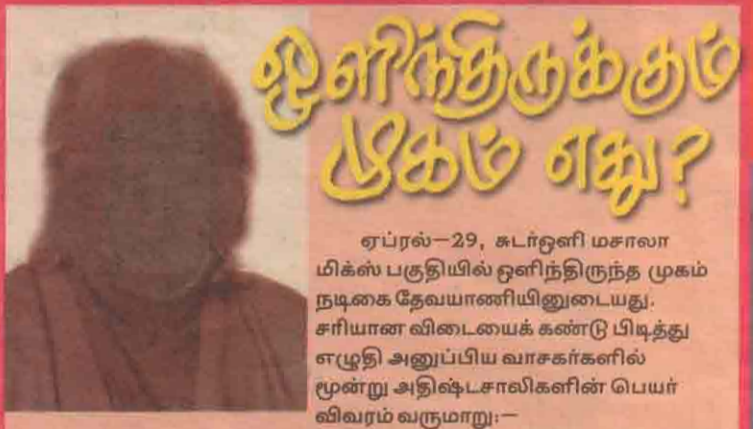 ஒளிந்திருக்கும்
முகம் எது?
ஏப்ரல்—29, சுடர்ஒளி மசாலா
மிக்ஸ் பகுதியில் ஒளிந்திருந்த முகம்
நடிகை தேவயாணியினுடையது.
சரியான விடையைக் கண்டு பிடித்து
எழுதி அனுப்பிய வாசகர்களில்
மூன்று அதிஷ்டசாலிகளின் பெயர்
விவரம் வருமாறு:—